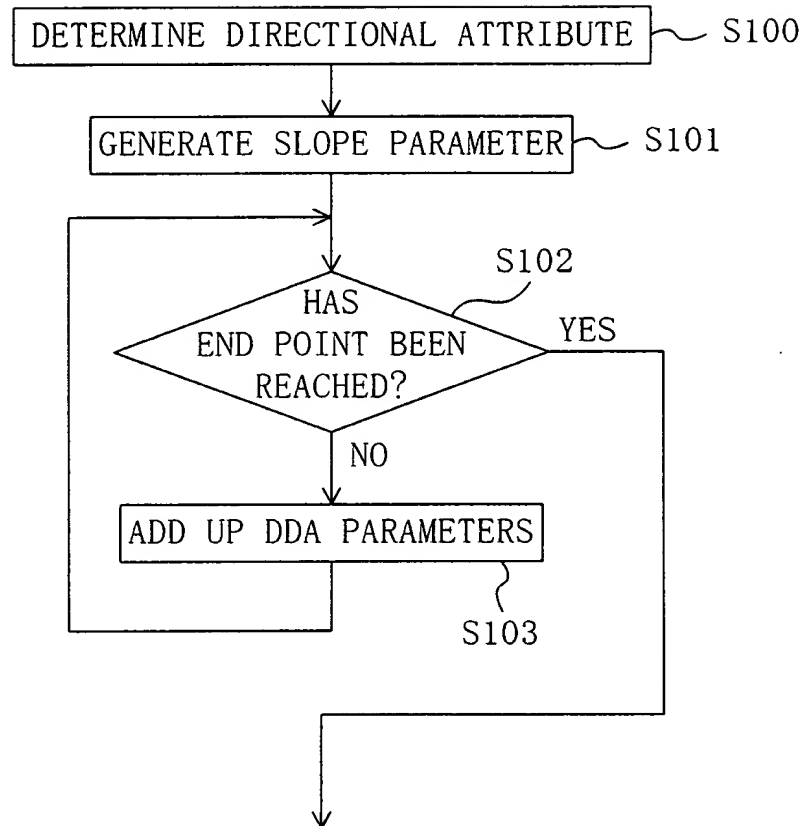 DETERMINE DIRECTIONAL ATTRIBUTE
S100
GENERATE SLOPE PARAMETER
S101
S102
HAS
END POINT BEEN
REACHED?
YES
NO
ADD UP DDA PARAMETERS
S103